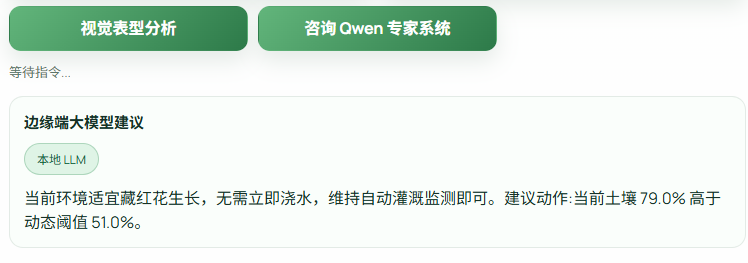 视觉表型分析
咨询 Qwen 专家系统
等待指令...
边缘端大模型建议
本地 LLM
当前环境适宜藏红花生长，无需立即浇水，维持自动灌溉监测即可。建议动作:当前土壤 79.0% 高于
动态阈值 51.0%。